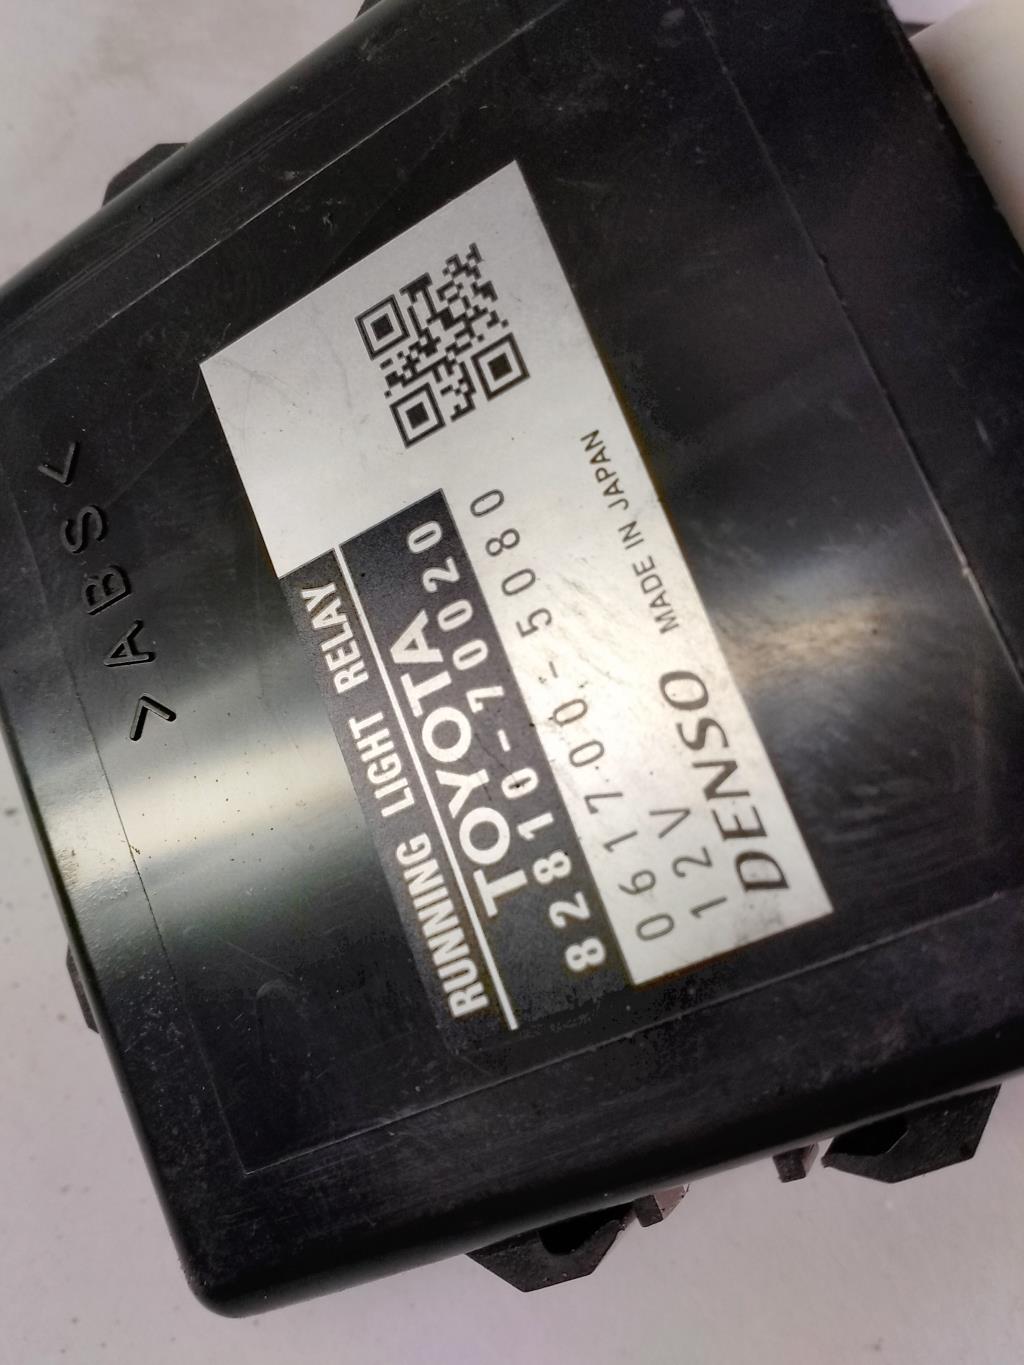 >ABS<
RUNNING LIGHT RELAY
TOYOTA
82810-70020
061700-5080
12V
DENSO MADE IN JAPAN